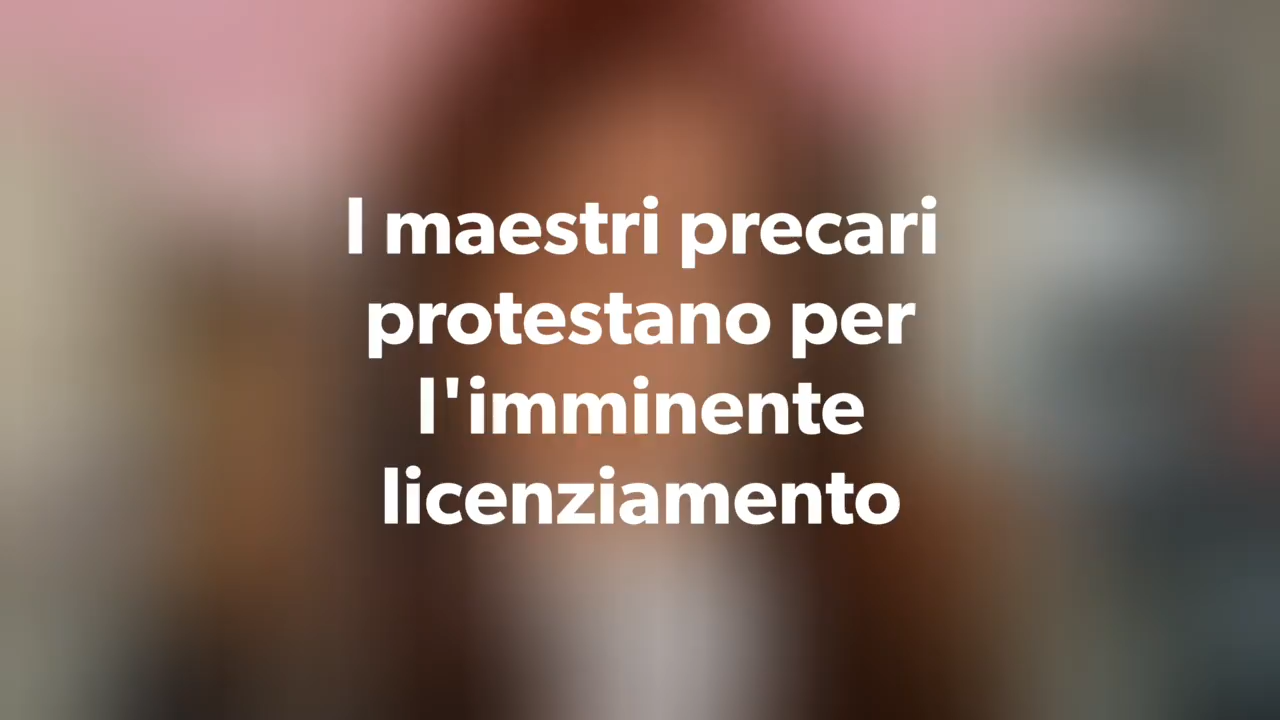 I maestri precari
protestano per
l'imminente
licenziamento